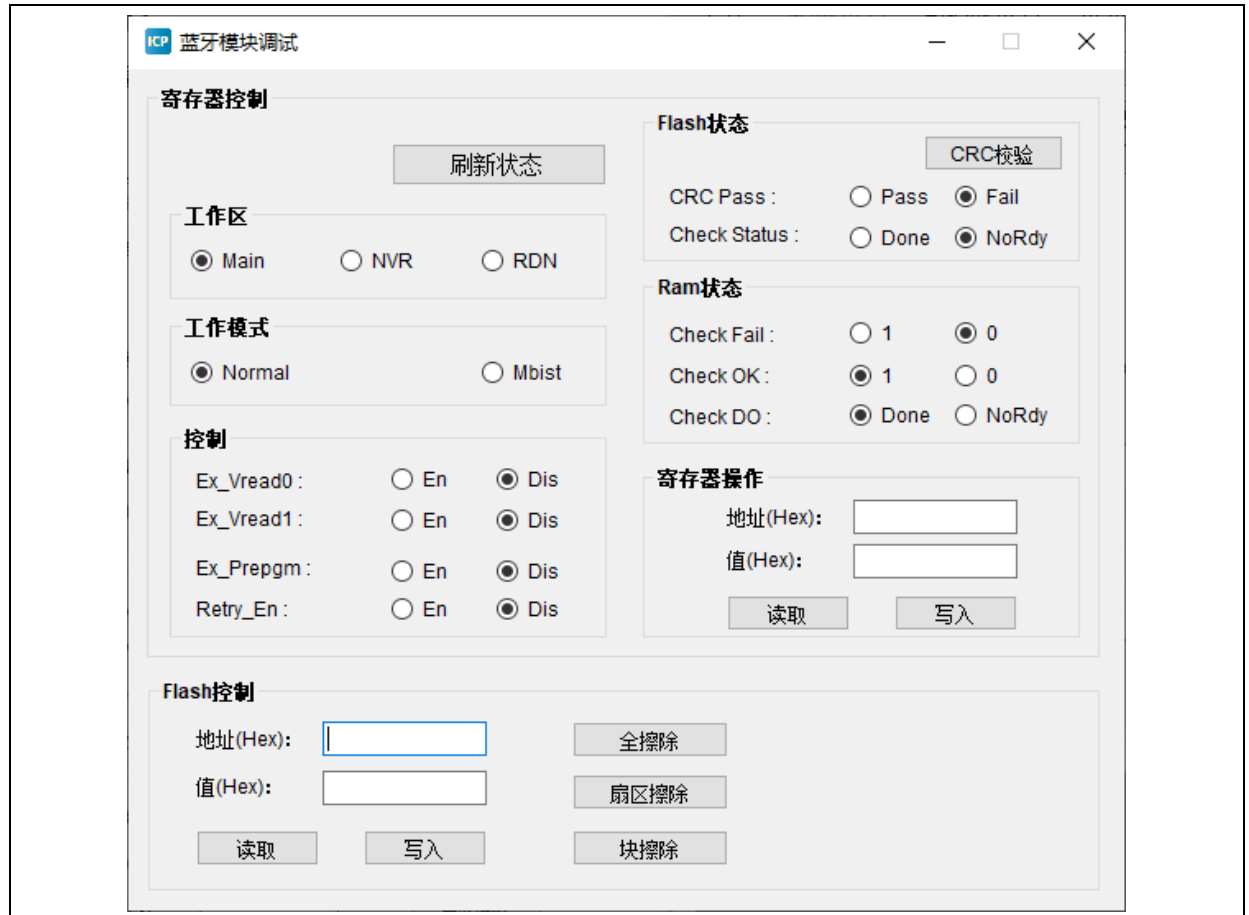 ICP 蓝牙模块调试
寄存器控制
刷新状态
工作区
Main NVR RDN
工作模式
Normal Mbist
控制
Ex_Vread0 : En Dis
Ex_Vread1 : En Dis
Ex_Prepgm : En Dis
Retry_En : En Dis
Flash状态
CRC校验
CRC Pass : Pass Fail
Check Status : Done NoRdy
Ram状态
Check Fail : 1 0
Check OK : 1 0
Check DO : Done NoRdy
寄存器操作
地址(Hex):
值(Hex):
读取 写入
Flash控制
地址(Hex): 全擦除
值(Hex): 扇区擦除
读取 写入 块擦除